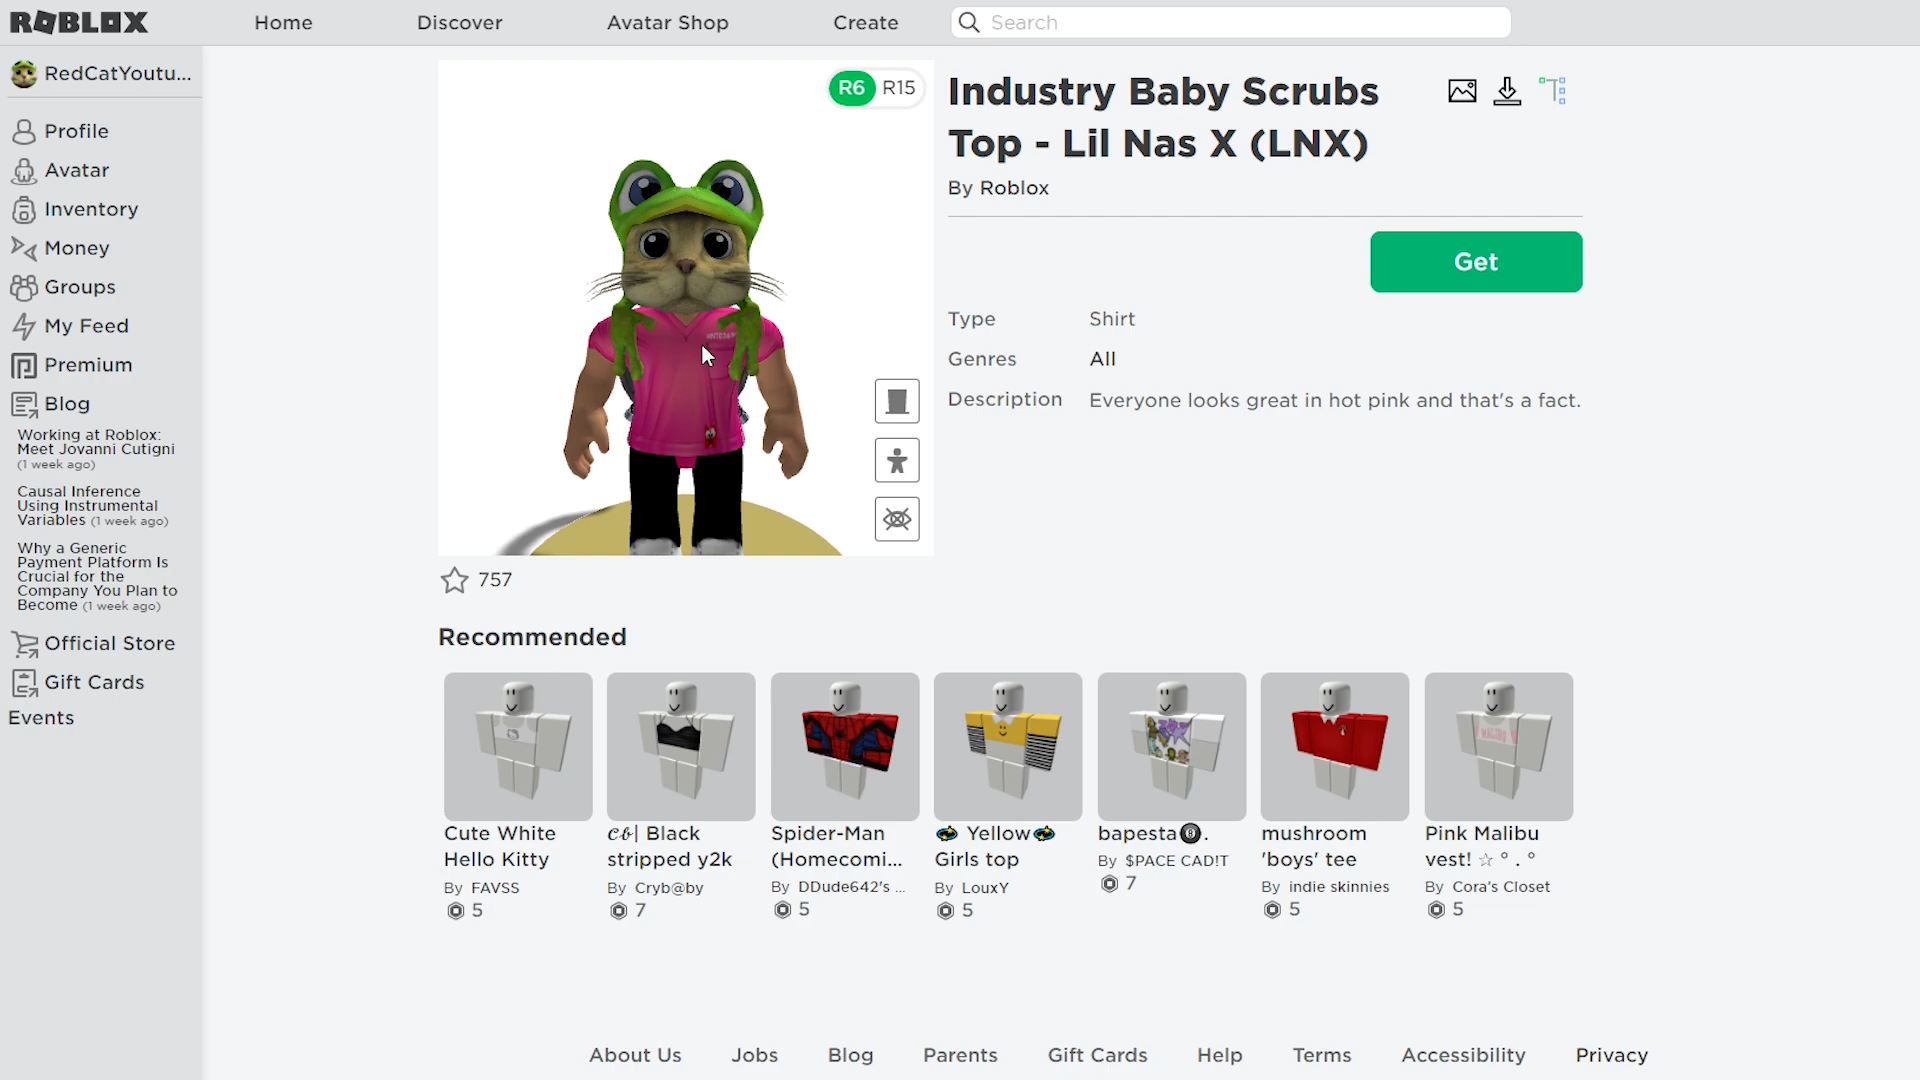 ROBLOX
Home
Discover
Avatar Shop
Create
Search
RedCatYoutu...
Profile
Avatar
Inventory
Money
Groups
My Feed
Premium
Blog
Working at Roblox:
Meet Jovanni Cutigni
(1 week ago)
Causal Inference
Using Instrumental
Variables (1 week ago)
Why a Generic
Payment Platform Is
Crucial for the
Company You Plan to
Become (1 week ago)
Official Store
Gift Cards
Events
R6 R15
Industry Baby Scrubs
Top - Lil Nas X (LNX)
By Roblox
Get
Type Shirt
Genres All
Description Everyone looks great in hot pink and that's a fact.
757
Recommended
Cute White
Hello Kitty
By FAVSS
5
𝒸𝒷| Black
stripped y2k
By Cryb@by
7
Spider-Man
(Homecomi...
By DDude642's ...
5
Yellow
Girls top
By LouxY
5
bapesta🎱.
By $PACE CAD!T
7
mushroom
'boys' tee
By indie skinnies
5
Pink Malibu
vest! ☆ ° . °
By Cora's Closet
5
About Us
Jobs
Blog
Parents
Gift Cards
Help
Terms
Accessibility
Privacy